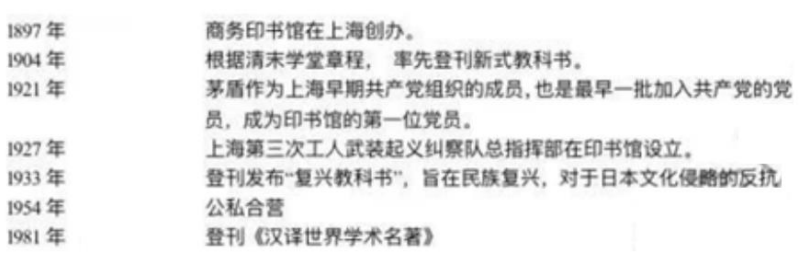 1897 年 商务印书馆在上海创办。
1904 年 根据清末学堂章程， 率先登刊新式教科书。
1921 年 茅盾作为上海早期共产党组织的成员，也是最早一批加入共产党的党
员，成为印书馆的第一位党员。
1927 年 上海第三次工人武装起义纠察队总指挥部在印书馆设立。
1933 年 登刊发布“复兴教科书”，旨在民族复兴，对于日本文化侵略的反抗
1954 年 公私合营
1981 年 登刊《汉译世界学术名著》